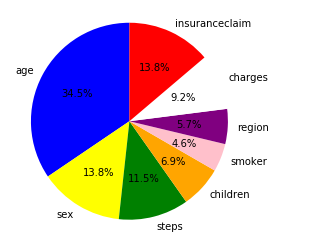 insuranceclaim
13.8%
age
charges
34.5%
9.2%
5.7%
region
4.6%
smoker
6.9%
13.8%
11.5%
children
sex
steps